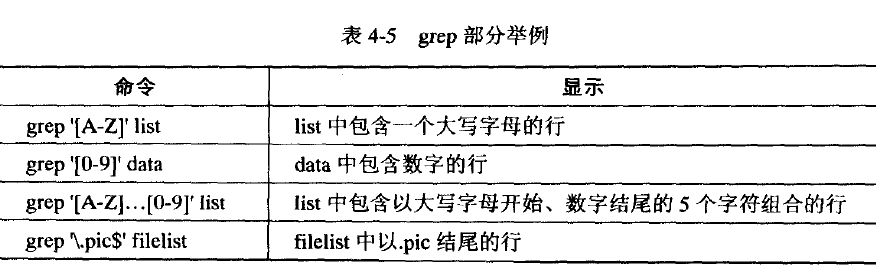 表 4-5 grep 部分举例
命令 显示
grep '[A-Z]' list list 中包含一个大写字母的行
grep '[0-9]' data data 中包含数字的行
grep '[A-Z]…[0-9]' list list 中包含以大写字母开始、数字结尾的 5 个字符组合的行
grep '\.pic$' filelist filelist 中以.pic 结尾的行